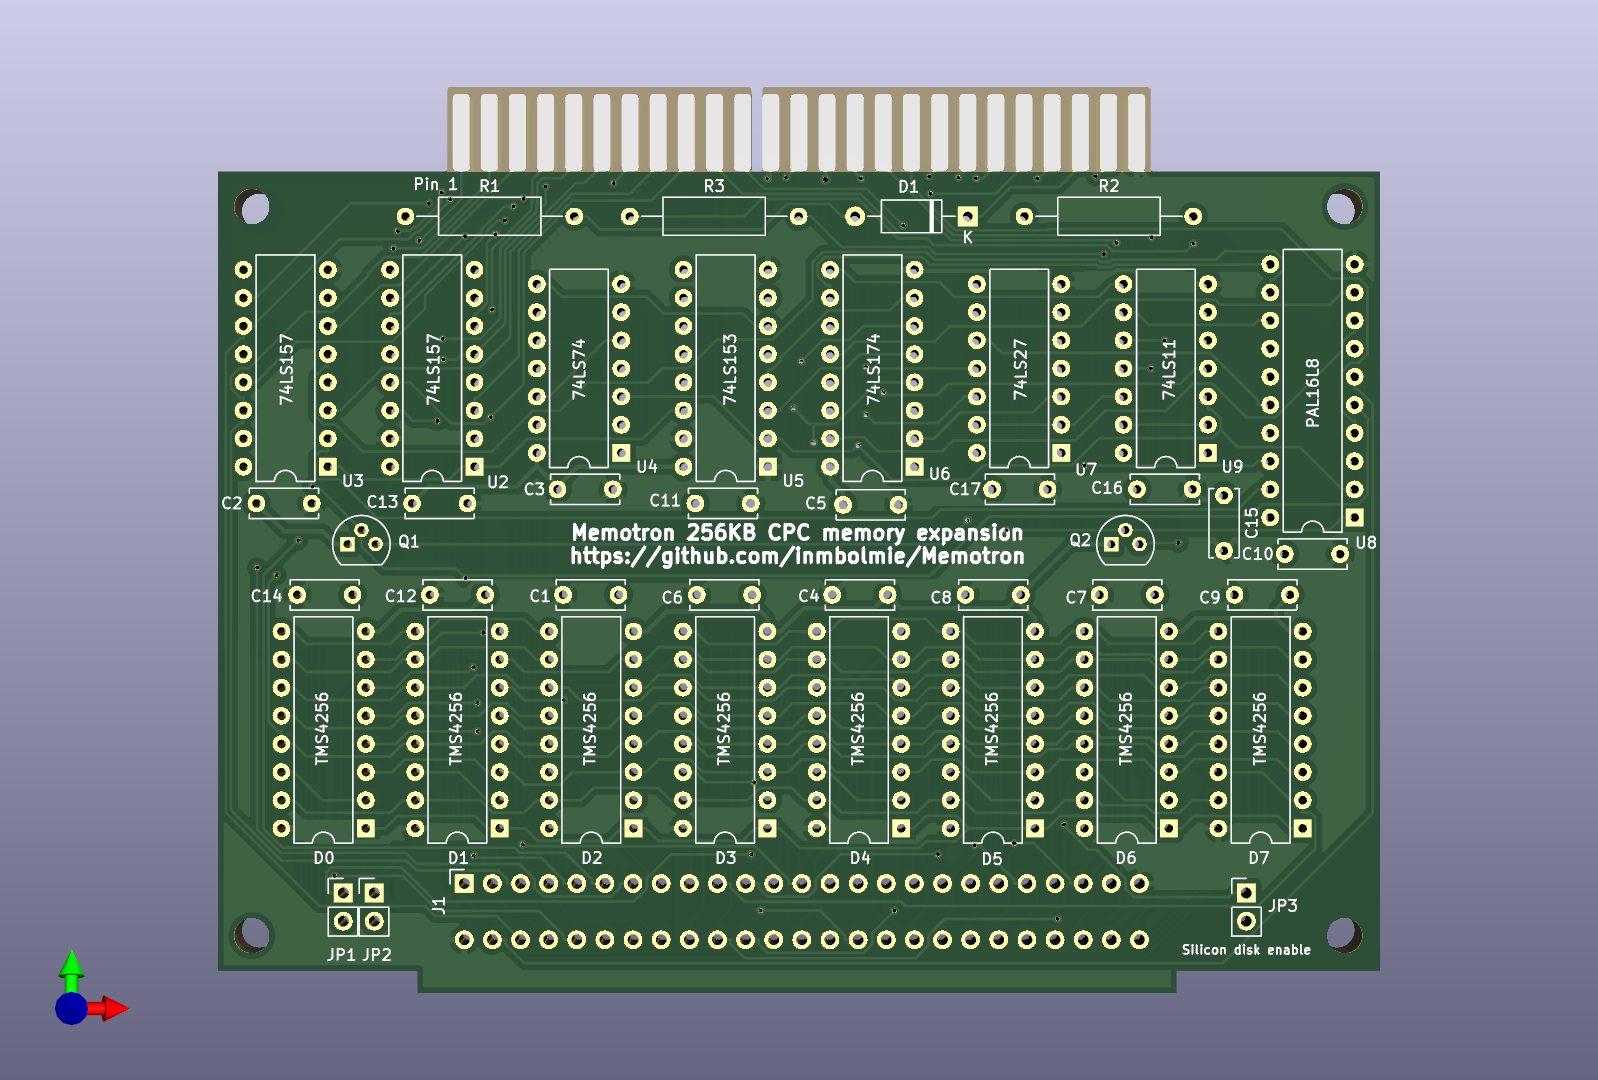 Pin 1
R1
R3
D1
R2
K
74LS157
74LS157
74LS74
74LS153
74LS174
74LS27
74LS11
PAL16L8
U3
U2
U4
U5
U6
U7
U9
U8
C2
C13
C3
C11
C5
C17
C16
C15
C10
Q1
Memotron 256KB CPC memory expansion
https://github.com/inmbolmie/Memotron
Q2
C14
C12
C1
C6
C4
C8
C7
C9
TMS4256
TMS4256
TMS4256
TMS4256
TMS4256
TMS4256
TMS4256
TMS4256
D0
D1
D2
D3
D4
D5
D6
D7
J1
JP3
JP1 JP2
Silicon disk enable